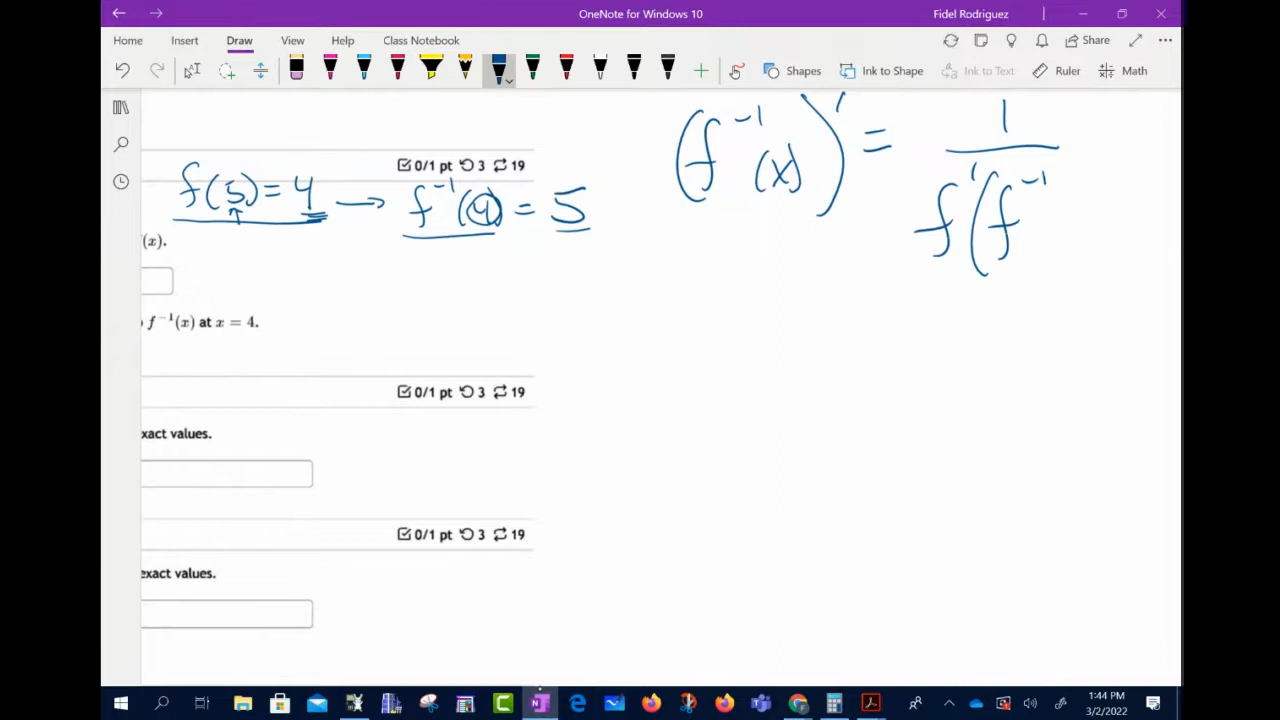 OneNote for Windows 10
Fidel Rodriguez
Home Insert Draw View Help Class Notebook
Share
Shapes Ink to Shape Ink to Text Ruler Math
(f⁻¹(x))' = 1/f'(f⁻¹
0/1 pt 3 19
f(5) = 4 → f⁻¹(4) = 5
(x).
f⁻¹(x) at x = 4.
0/1 pt 3 19
xact values.
0/1 pt 3 19
exact values.
1:44 PM
3/2/2022